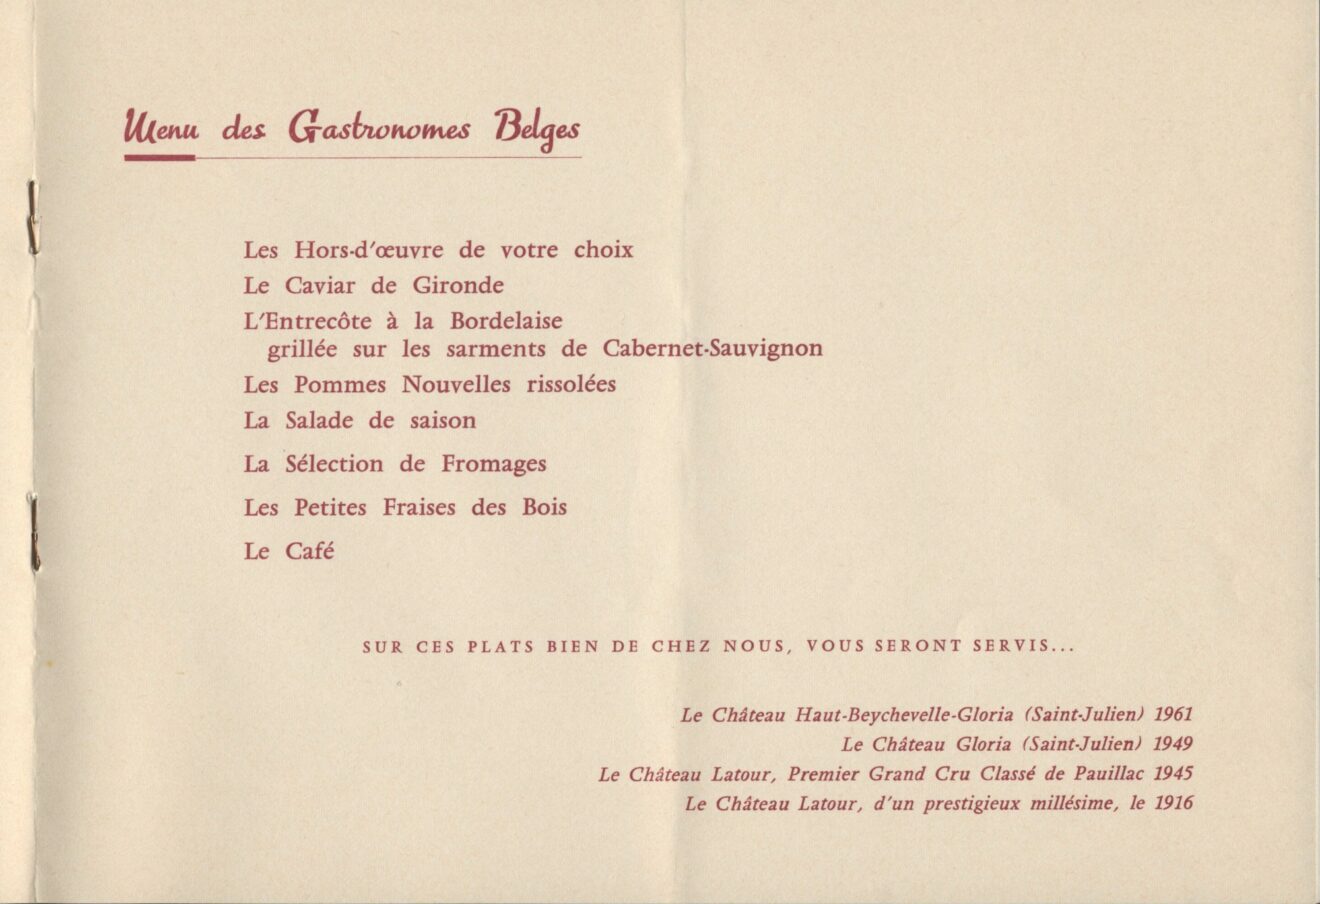 Menu des Gastronomes Belges
Les Hors-d'œuvre de votre choix
Le Caviar de Gironde
L'Entrecôte à la Bordelaise
grillée sur les sarments de Cabernet-Sauvignon
Les Pommes Nouvelles rissolées
La Salade de saison
La Sélection de Fromages
Les Petites Fraises des Bois
Le Café
SUR CES PLATS BIEN DE CHEZ NOUS, VOUS SERONT SERVIS...
Le Château Haut-Beychevelle-Gloria (Saint-Julien) 1961
Le Château Gloria (Saint-Julien) 1949
Le Château Latour, Premier Grand Cru Classé de Pauillac 1945
Le Château Latour, d'un prestigieux millésime, le 1916